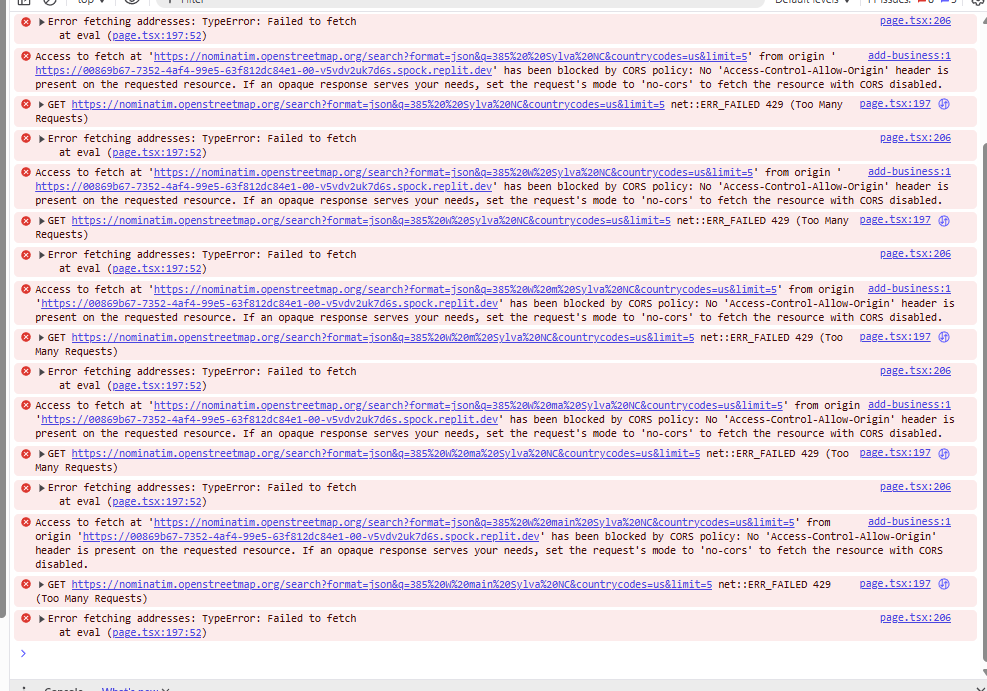 top
Filter
Default levels
Error fetching addresses: TypeError: Failed to fetch page.tsx:206
at eval (page.tsx:197:52)
Access to fetch at 'https://nominatim.openstreetmap.org/search?format=json&q=385%20%20Sylva%20NC&countrycodes=us&limit=5' from origin ' add-business:1
https://00869b67-7352-4af4-99e5-63f812dc84e1-00-v5vdv2uk7d6s.spock.replit.dev' has been blocked by CORS policy: No 'Access-Control-Allow-Origin' header is
present on the requested resource. If an opaque response serves your needs, set the request's mode to 'no-cors' to fetch the resource with CORS disabled.
GET https://nominatim.openstreetmap.org/search?format=json&q=385%20%20Sylva%20NC&countrycodes=us&limit=5 net::ERR_FAILED 429 (Too Many page.tsx:197
Requests)
Error fetching addresses: TypeError: Failed to fetch page.tsx:206
at eval (page.tsx:197:52)
Access to fetch at 'https://nominatim.openstreetmap.org/search?format=json&q=385%20W%20Sylva%20NC&countrycodes=us&limit=5' from origin ' add-business:1
https://00869b67-7352-4af4-99e5-63f812dc84e1-00-v5vdv2uk7d6s.spock.replit.dev' has been blocked by CORS policy: No 'Access-Control-Allow-Origin' header is
present on the requested resource. If an opaque response serves your needs, set the request's mode to 'no-cors' to fetch the resource with CORS disabled.
GET https://nominatim.openstreetmap.org/search?format=json&q=385%20W%20Sylva%20NC&countrycodes=us&limit=5 net::ERR_FAILED 429 (Too Many page.tsx:197
Requests)
Error fetching addresses: TypeError: Failed to fetch page.tsx:206
at eval (page.tsx:197:52)
Access to fetch at 'https://nominatim.openstreetmap.org/search?format=json&q=385%20W%20m%20Sylva%20NC&countrycodes=us&limit=5' from origin add-business:1
'https://00869b67-7352-4af4-99e5-63f812dc84e1-00-v5vdv2uk7d6s.spock.replit.dev' has been blocked by CORS policy: No 'Access-Control-Allow-Origin' header is
present on the requested resource. If an opaque response serves your needs, set the request's mode to 'no-cors' to fetch the resource with CORS disabled.
GET https://nominatim.openstreetmap.org/search?format=json&q=385%20W%20m%20Sylva%20NC&countrycodes=us&limit=5 net::ERR_FAILED 429 (Too page.tsx:197
Many Requests)
Error fetching addresses: TypeError: Failed to fetch page.tsx:206
at eval (page.tsx:197:52)
Access to fetch at 'https://nominatim.openstreetmap.org/search?format=json&q=385%20W%20ma%20Sylva%20NC&countrycodes=us&limit=5' from origin add-business:1
'https://00869b67-7352-4af4-99e5-63f812dc84e1-00-v5vdv2uk7d6s.spock.replit.dev' has been blocked by CORS policy: No 'Access-Control-Allow-Origin' header is
present on the requested resource. If an opaque response serves your needs, set the request's mode to 'no-cors' to fetch the resource with CORS disabled.
GET https://nominatim.openstreetmap.org/search?format=json&q=385%20W%20ma%20Sylva%20NC&countrycodes=us&limit=5 net::ERR_FAILED 429 (Too page.tsx:197
Many Requests)
Error fetching addresses: TypeError: Failed to fetch page.tsx:206
at eval (page.tsx:197:52)
Access to fetch at 'https://nominatim.openstreetmap.org/search?format=json&q=385%20W%20main%20Sylva%20NC&countrycodes=us&limit=5' from add-business:1
origin 'https://00869b67-7352-4af4-99e5-63f812dc84e1-00-v5vdv2uk7d6s.spock.replit.dev' has been blocked by CORS policy: No 'Access-Control-Allow-Origin'
header is present on the requested resource. If an opaque response serves your needs, set the request's mode to 'no-cors' to fetch the resource with CORS
disabled.
GET https://nominatim.openstreetmap.org/search?format=json&q=385%20W%20main%20Sylva%20NC&countrycodes=us&limit=5 net::ERR_FAILED 429 page.tsx:197
(Too Many Requests)
Error fetching addresses: TypeError: Failed to fetch page.tsx:206
at eval (page.tsx:197:52)
Console What's new